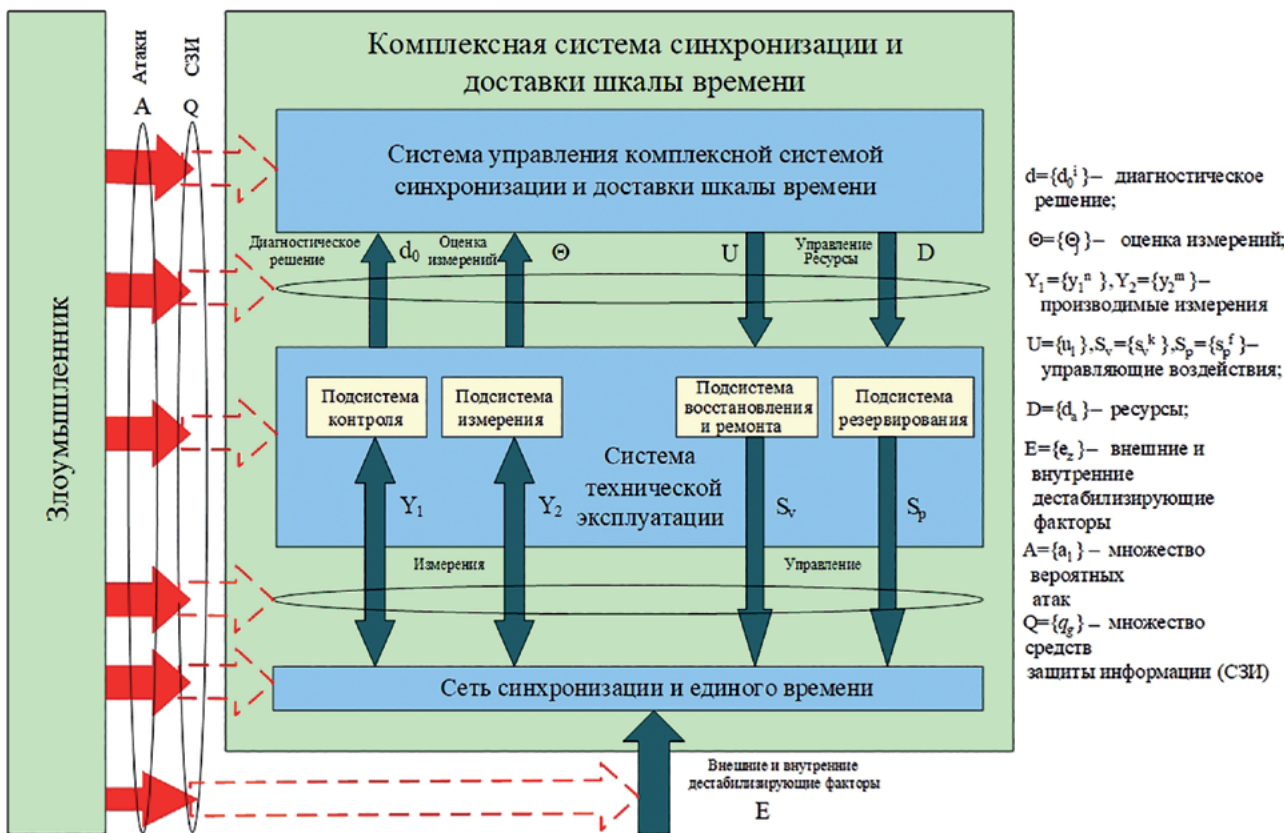 Злоумышленник
Атаки
A
СЗИ
Q
Комплексная система синхронизации и
доставки шкалы времени
Система управления комплексной системой
синхронизации и доставки шкалы времени
Диагностическое
решение
d₀
Оценка
измерений
Θ
U
Управление
Ресурсы
D
Подсистема
контроля
Подсистема
измерения
Подсистема
восстановления
и ремонта
Подсистема
резервирования
Система
технической
эксплуатации
Y₁
Y₂
Sᵥ
Sₚ
Измерения
Управление
Сеть синхронизации и единого времени
Внешние и внутренние
дестабилизирующие факторы
E
d={d₀ⁱ}– диагностическое
решение;
Θ={Θⱼ}– оценка измерений;
Y₁={y₁ⁿ}, Y₂={y₂ᵐ}–
производимые измерения
U={u₁},Sᵥ={sᵥᵏ},Sₚ={sₚᶠ}–
управляющие воздействия;
D={dₐ}– ресурсы;
E={e_z}– внешние и
внутренние
дестабилизирующие
факторы
A={a₁}– множество
вероятных
атак
Q={q_g}– множество
средств
защиты информации (СЗИ)